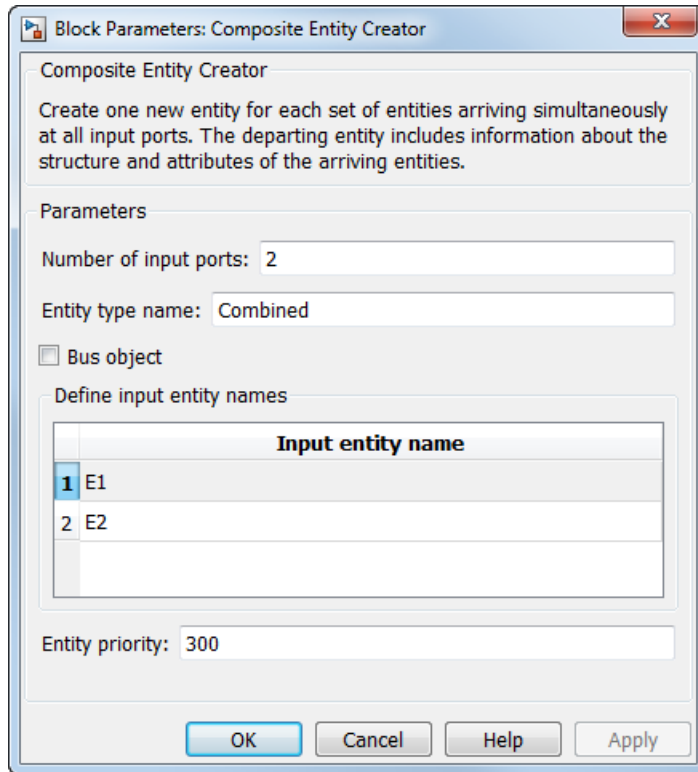 Block Parameters: Composite Entity Creator
Composite Entity Creator
Create one new entity for each set of entities arriving simultaneously
at all input ports. The departing entity includes information about the
structure and attributes of the arriving entities.
Parameters
Number of input ports: 2
Entity type name: Combined
Bus object
Define input entity names
Input entity name
1 E1
2 E2
Entity priority: 300
OK Cancel Help Apply